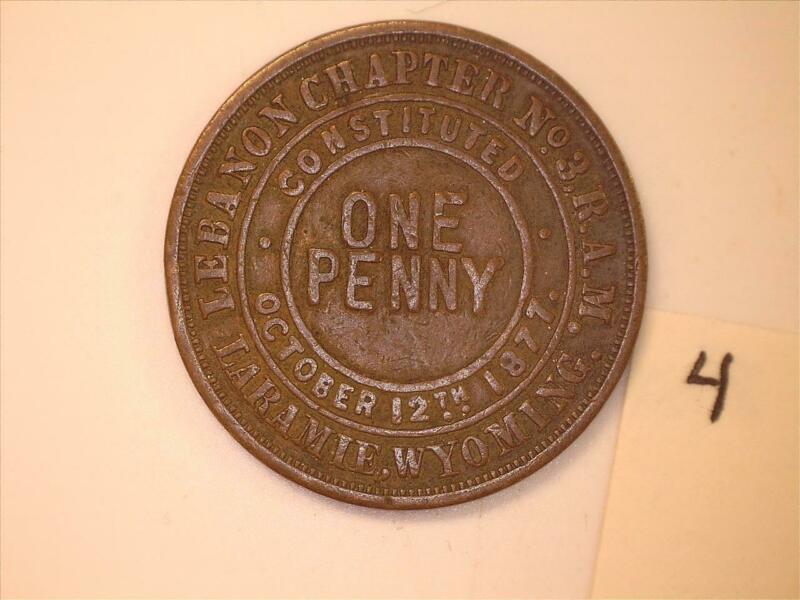 LEBANON CHAPTER No. 3, R.A.M.
LARAMIE, WYOMING.
CONSTITUTED
OCTOBER 12TH 1877.
ONE
PENNY
4